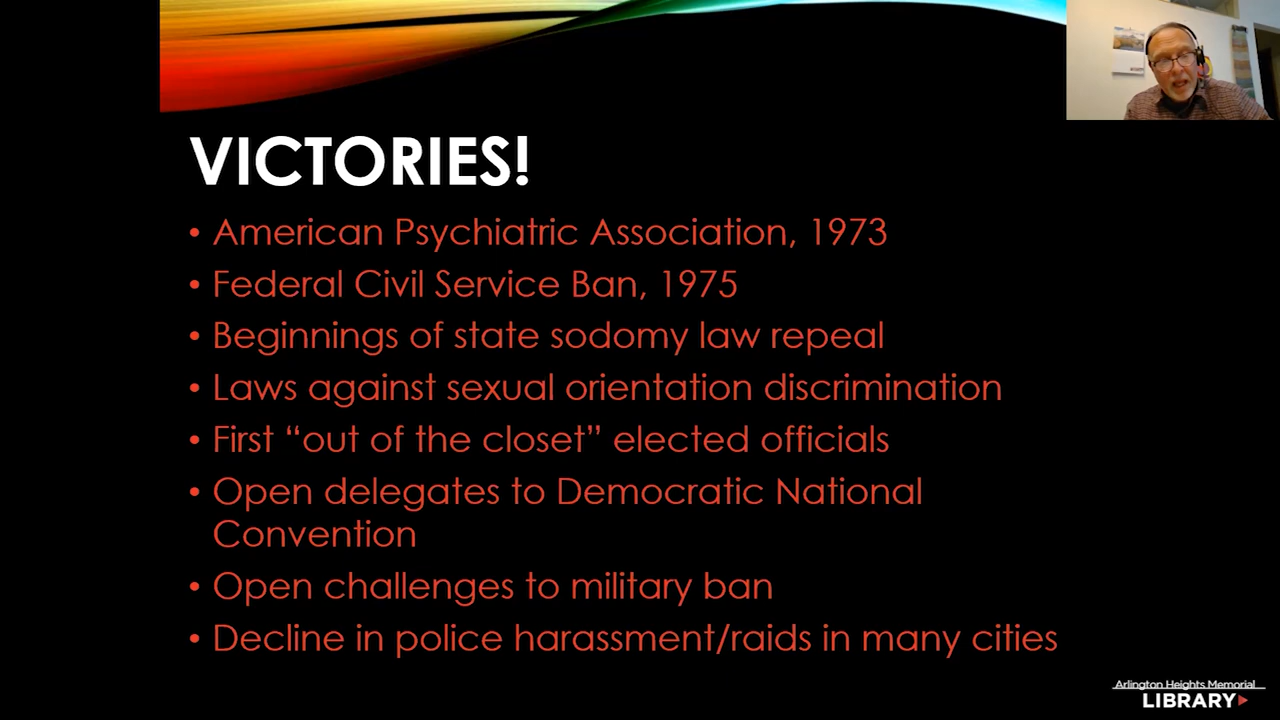 VICTORIES!
• American Psychiatric Association, 1973
• Federal Civil Service Ban, 1975
• Beginnings of state sodomy law repeal
• Laws against sexual orientation discrimination
• First “out of the closet” elected officials
• Open delegates to Democratic National
Convention
• Open challenges to military ban
• Decline in police harassment/raids in many cities
Arlington Heights Memorial
LIBRARY